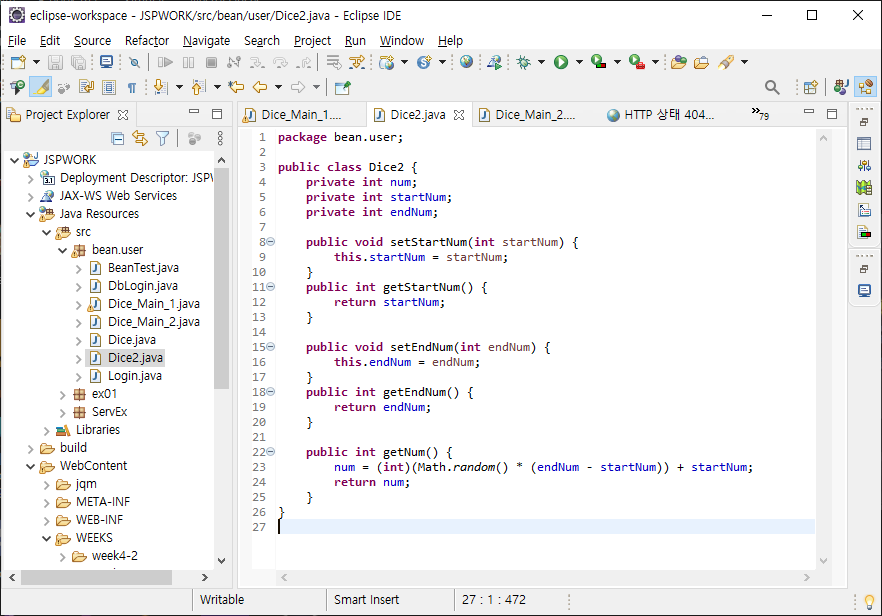 eclipse-workspace - JSPWORK/src/bean/user/Dice2.java - Eclipse IDE
File Edit Source Refactor Navigate Search Project Run Window Help
Project Explorer
Dice_Main_1....
Dice2.java
Dice_Main_2....
HTTP 상태 404...
79
JSPWORK
Deployment Descriptor: JSPW
JAX-WS Web Services
Java Resources
src
bean.user
BeanTest.java
DbLogin.java
Dice_Main_1.java
Dice_Main_2.java
Dice.java
Dice2.java
Login.java
ex01
ServEx
Libraries
build
WebContent
jqm
META-INF
WEB-INF
WEEKS
week4-2
1 package bean.user;
2
3 public class Dice2 {
4 private int num;
5 private int startNum;
6 private int endNum;
7
8 public void setStartNum(int startNum) {
9 this.startNum = startNum;
10 }
11 public int getStartNum() {
12 return startNum;
13 }
14
15 public void setEndNum(int endNum) {
16 this.endNum = endNum;
17 }
18 public int getEndNum() {
19 return endNum;
20 }
21
22 public int getNum() {
23 num = (int)(Math.random() * (endNum - startNum)) + startNum;
24 return num;
25 }
26 }
27
Writable Smart Insert 27 : 1 : 472